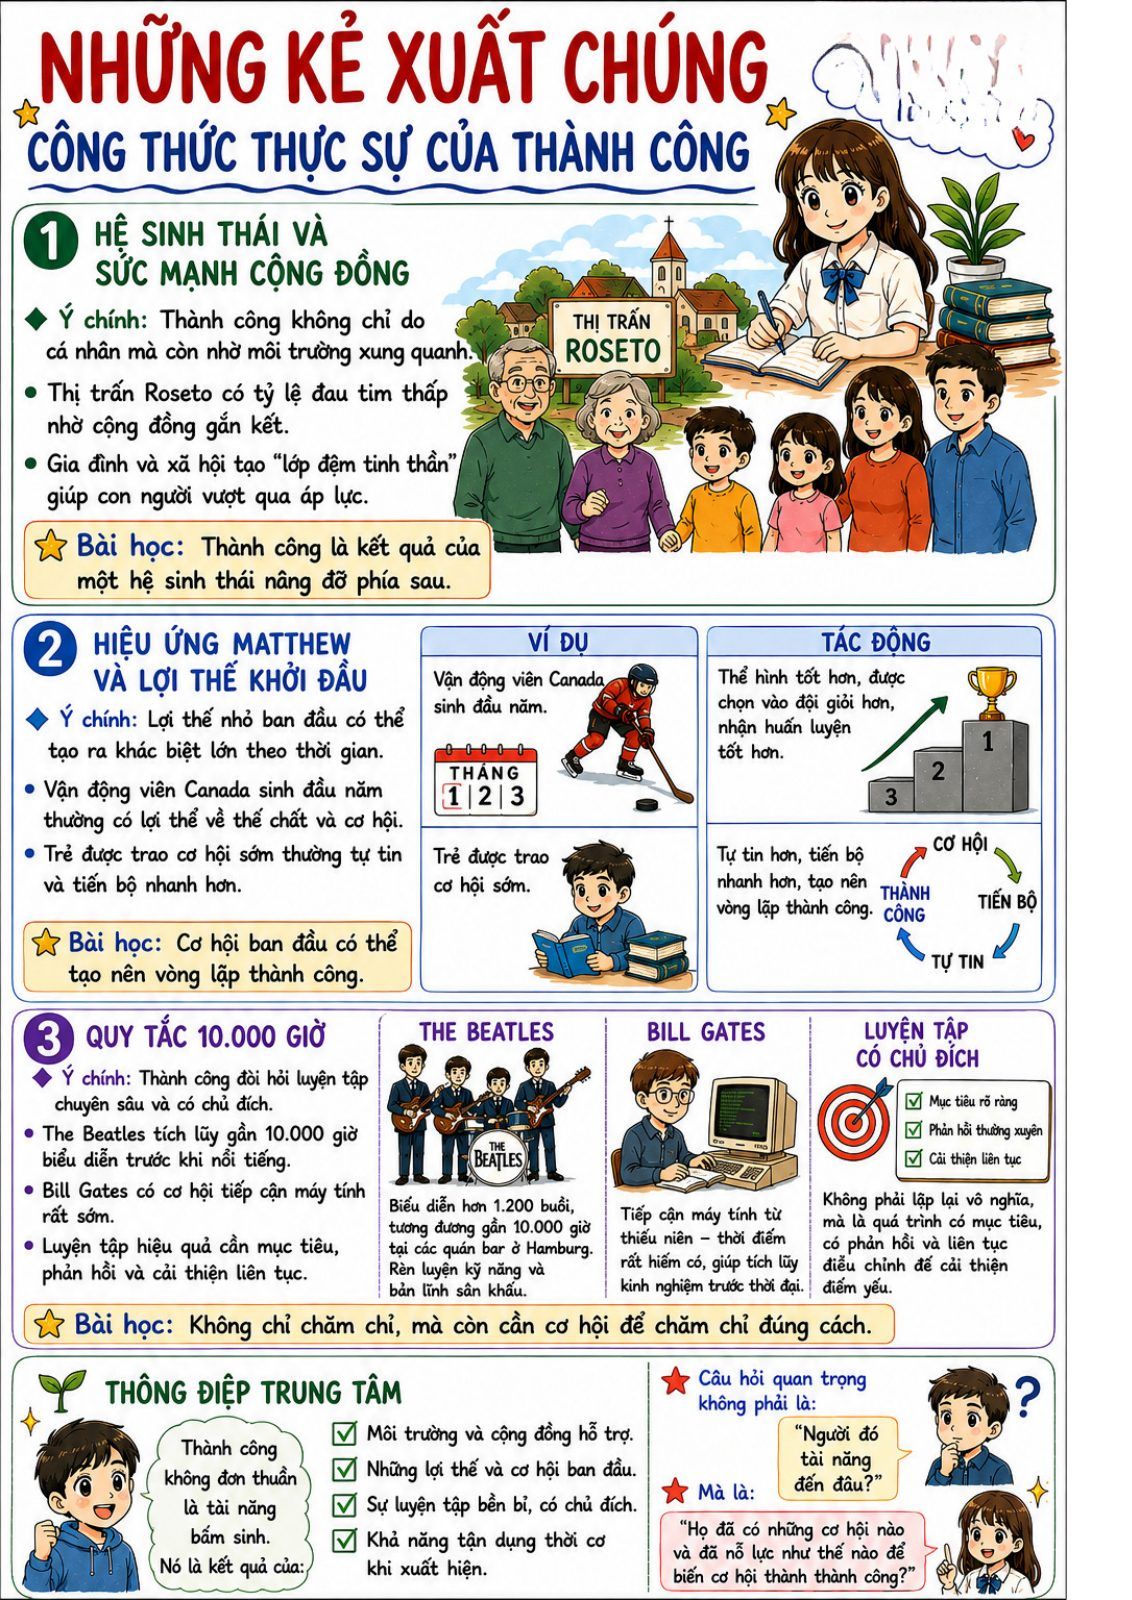 NHỮNG KẺ XUẤT CHÚNG
CÔNG THỨC THỰC SỰ CỦA THÀNH CÔNG
1
HỆ SINH THÁI VÀ
SỨC MẠNH CỘNG ĐỒNG
Ý chính: Thành công không chỉ do
cá nhân mà còn nhờ môi trường xung quanh.
Thị trấn Roseto có tỷ lệ đau tim thấp
nhờ cộng đồng gắn kết.
Gia đình và xã hội tạo “lớp đệm tinh thần”
giúp con người vượt qua áp lực.
Bài học: Thành công là kết quả của
một hệ sinh thái nâng đỡ phía sau.
THỊ TRẤN
ROSETO
2
HIỆU ỨNG MATTHEW
VÀ LỢI THẾ KHỞI ĐẦU
Ý chính: Lợi thế nhỏ ban đầu có thể
tạo ra khác biệt lớn theo thời gian.
Vận động viên Canada sinh đầu năm
thường có lợi thể về thế chất và cơ hội.
Trẻ được trao cơ hội sớm thường tự tin
và tiến bộ nhanh hơn.
Bài học: Cơ hội ban đầu có thể
tạo nên vòng lặp thành công.
VÍ DỤ
Vận động viên Canada
sinh đầu năm.
THÁNG
1 2 3
Trẻ được trao
cơ hội sớm.
TÁC ĐỘNG
Thể hình tốt hơn, được
chọn vào đội giỏi hơn,
nhận huấn luyện
tốt hơn.
1
2
3
Tự tin hơn, tiến bộ
nhanh hơn, tạo nên
vòng lặp thành công.
CƠ HỘI
TIẾN BỘ
TỰ TIN
THÀNH
CÔNG
3
QUY TẮC 10.000 GIỜ
Ý chính: Thành công đòi hỏi luyện tập
chuyên sâu và có chủ đích.
The Beatles tích lũy gần 10.000 giờ
biểu diễn trước khi nổi tiếng.
Bill Gates có cơ hội tiếp cận máy tính
rất sớm.
Luyện tập hiệu quả cần mục tiêu,
phản hồi và cải thiện liên tục.
THE BEATLES
THE
BEATLES
Biểu diễn hơn 1.200 buổi,
tương đương gần 10.000 giờ
tại các quán bar ở Hamburg.
Rèn luyện kỹ năng và
bản lĩnh sân khấu.
BILL GATES
Tiếp cận máy tính từ
thiếu niên – thời điểm
rất hiếm có, giúp tích lũy
kinh nghiệm trước thời đại.
LUYỆN TẬP
CÓ CHỦ ĐÍCH
Mục tiêu rõ ràng
Phản hồi thường xuyên
Cải thiện liên tục
Không phải lặp lại vô nghĩa,
mà là quá trình có mục tiêu,
có phản hồi và liên tục
điều chỉnh để cải thiện
điểm yếu.
Bài học: Không chỉ chăm chỉ, mà còn cần cơ hội để chăm chỉ đúng cách.
THÔNG ĐIỆP TRUNG TÂM
Thành công
không đơn thuần
là tài năng
bẩm sinh.
Nó là kết quả của:
Môi trường và cộng đồng hỗ trợ.
Những lợi thế và cơ hội ban đầu.
Sự luyện tập bền bỉ, có chủ đích.
Khả năng tận dụng thời cơ
khi xuất hiện.
Câu hỏi quan trọng
không phải là:
“Người đó
tài năng
đến đâu?”
?
Mà là:
“Họ đã có những cơ hội nào
và đã nỗ lực như thế nào để
biến cơ hội thành thành công?”